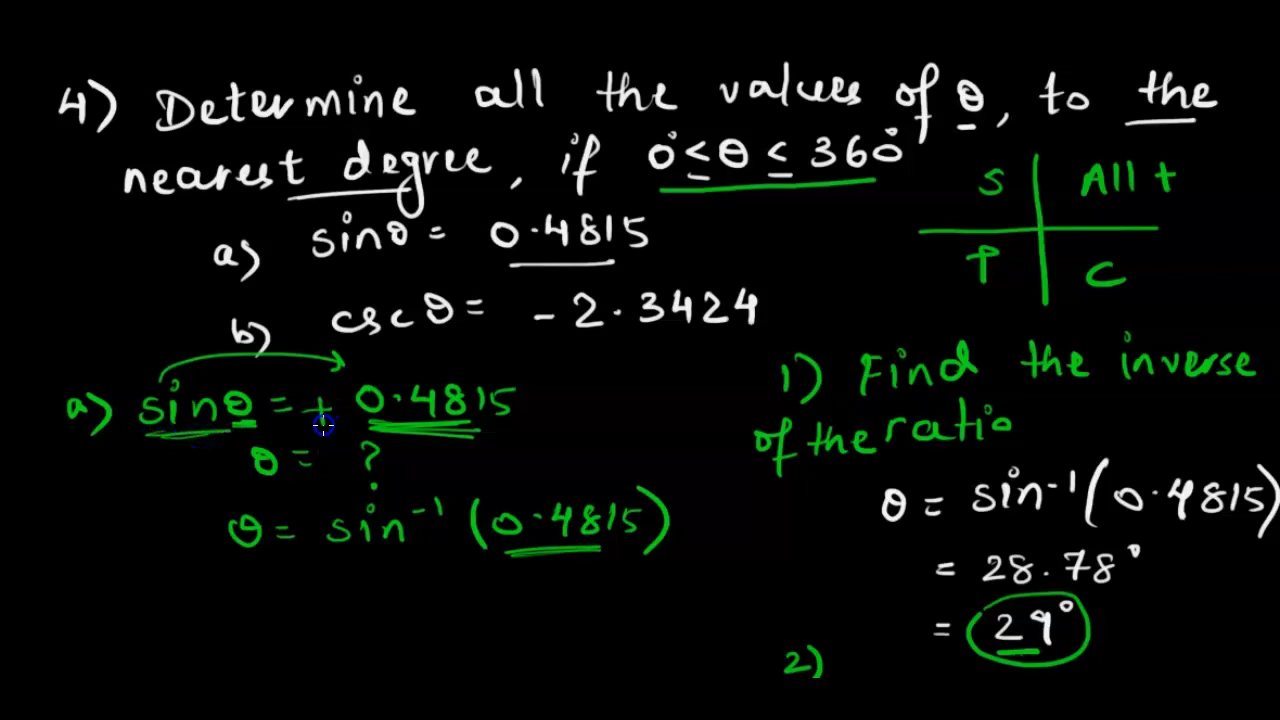 4) Determine all the values of θ, to the
nearest degree, if 0° ≤ θ ≤ 360°
S All +
T C
a) sinθ = 0.4815
b) cscθ = -2.3424
a) sinθ = + 0.4815
θ = ?
θ = sin⁻¹ (0.4815)
1) Find the inverse
of the ratio
θ = sin⁻¹(0.4815)
= 28.78°
= 29°
2)